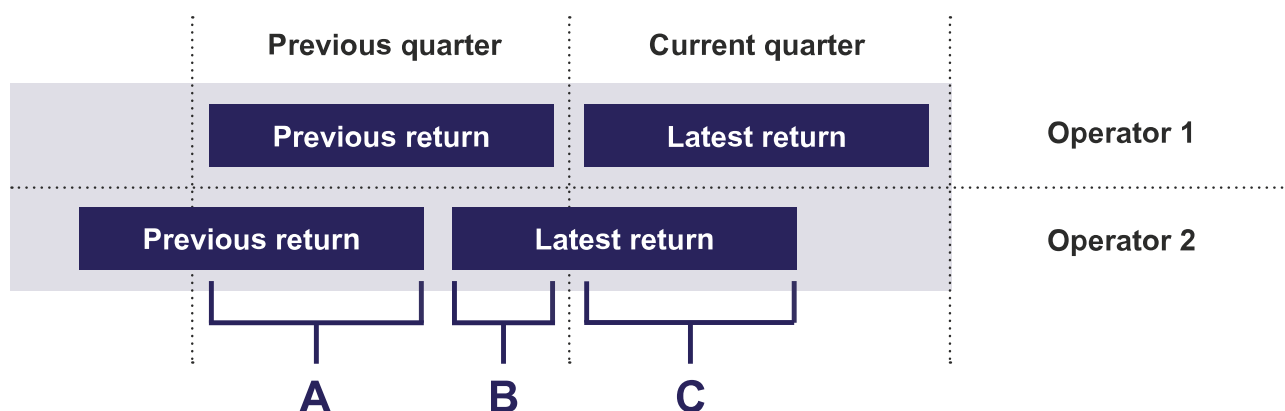 Previous quarter Current quarter
Previous return Latest return Operator 1
Previous return Latest return Operator 2
A B C